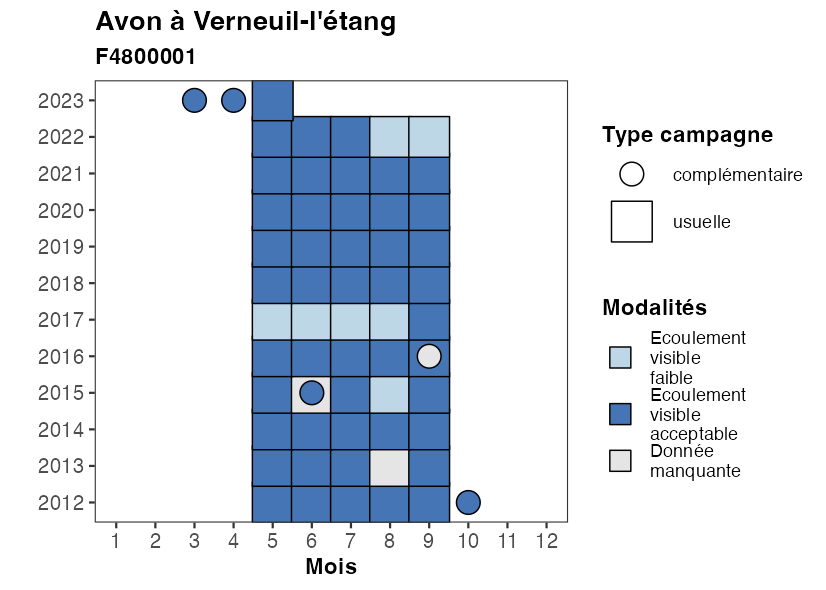 Avon à Verneuil-l'étang
F4800001
2023
2022
2021
2020
2019
2018
2017
2016
2015
2014
2013
2012
1 2 3 4 5 6 7 8 9 10 11 12
Mois
Type campagne
complémentaire
usuelle
Modalités
Ecoulement
visible
faible
Ecoulement
visible
acceptable
Donnée
manquante